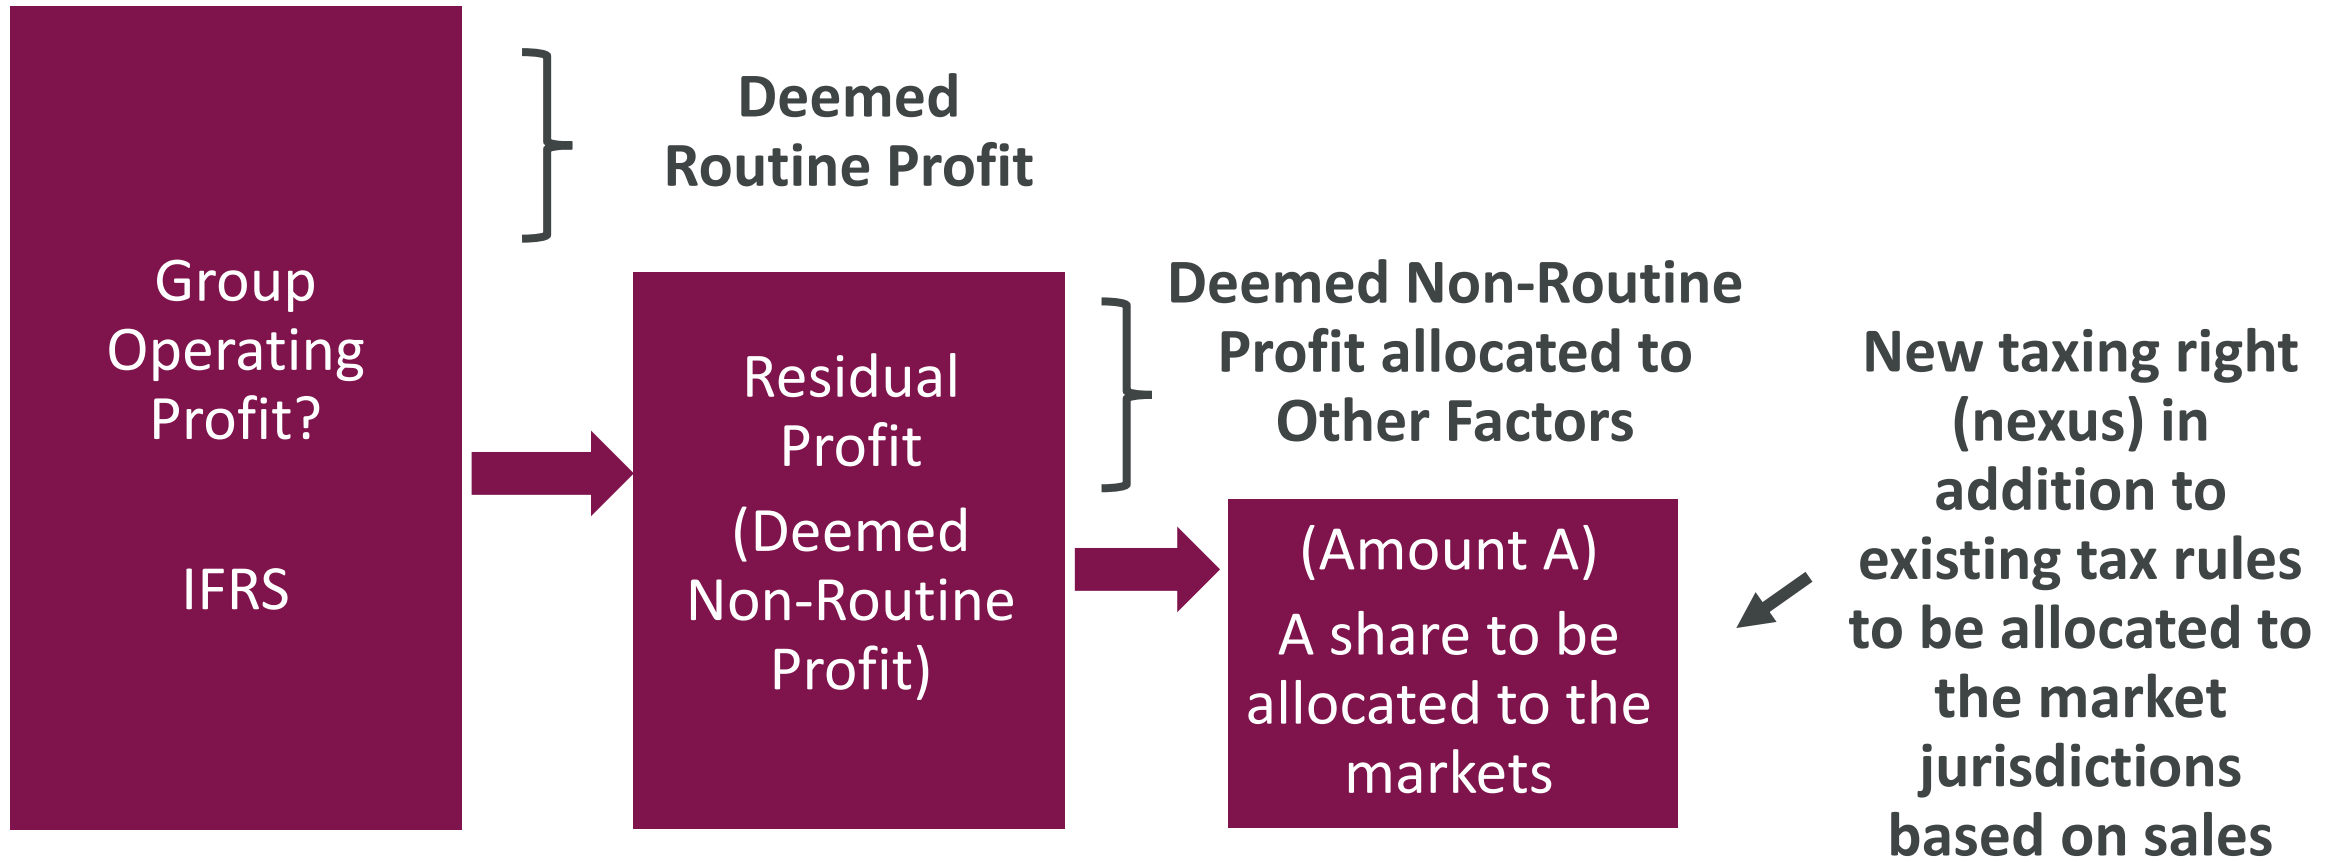 Group
Operating
Profit?
IFRS
Deemed
Routine Profit
Residual
Profit
(Deemed
Non-Routine
Profit)
Deemed Non-Routine
Profit allocated to
Other Factors
(Amount A)
A share to be
allocated to the
markets
New taxing right
(nexus) in
addition to
existing tax rules
to be allocated to
the market
jurisdictions
based on sales